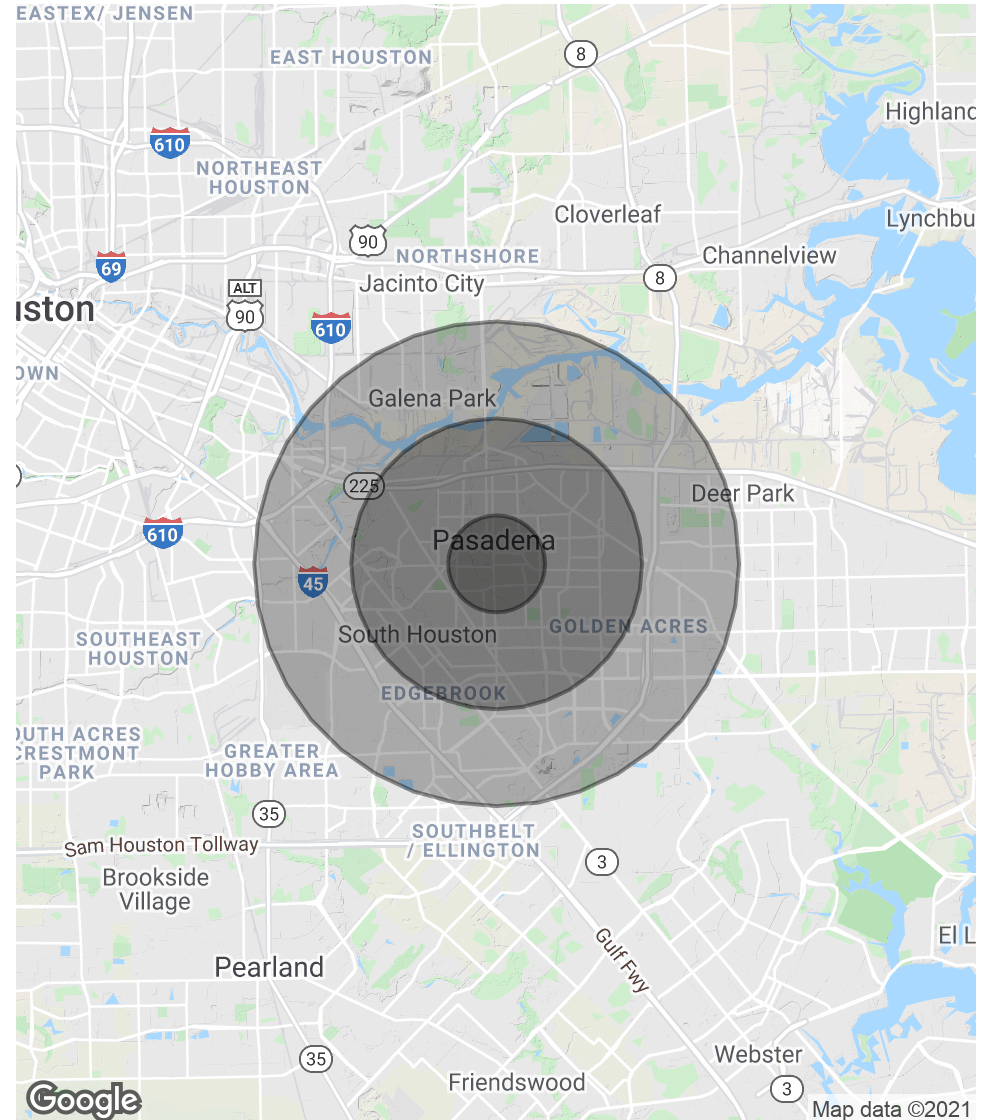 EASTEX/ JENSEN
EAST HOUSTON
8
Highland
610
NORTHEAST
HOUSTON
Cloverleaf
Lynchbu
90
NORTHSHORE
Channelview
69
Jacinto City
8
ALT
90
uston
610
OWN
Galena Park
225
Deer Park
610
Pasadena
45
SOUTHEAST
HOUSTON
South Houston
GOLDEN ACRES
EDGEBROOK
OUTH ACRES
CRESTMONT
PARK
GREATER
HOBBY AREA
35
Sam Houston Tollway
SOUTHBELT
/ ELLINGTON
3
Brookside
Village
El L
Gulf Fwy
Pearland
35
Webster
Friendswood
3
Google
Map data ©2021